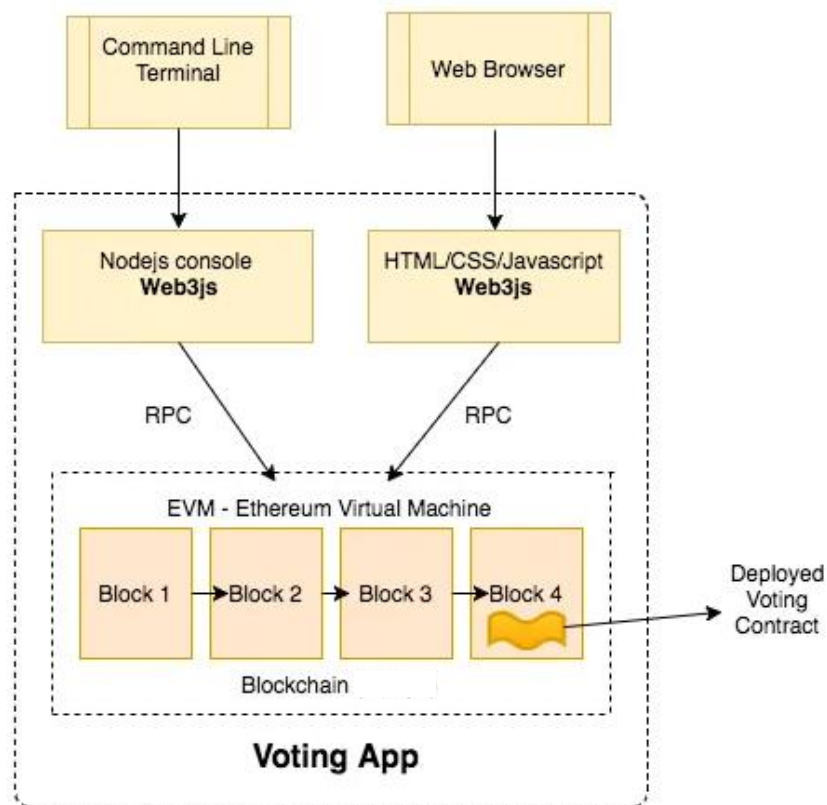 Command Line
Terminal
Web Browser
Nodejs console
Web3js
HTML/CSS/Javascript
Web3js
RPC
RPC
EVM - Ethereum Virtual Machine
Block 1
Block 2
Block 3
Block 4
Deployed
Voting
Contract
Blockchain
Voting App